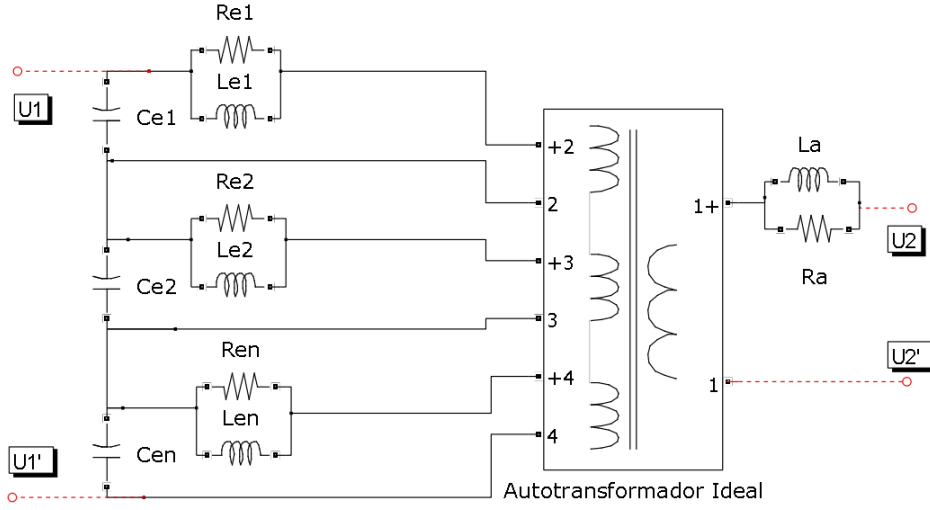 Re1
Le1
U1
Ce1
+2
2
La
1+
U2
Ra
Re2
Le2
Ce2
+3
3
Ren
Len
+4
U2'
1
U1'
Cen
4
Autotransformador Ideal